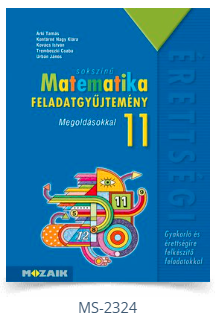 Árki Tamás
Konfárné Nagy Klára
Kovács István
Trembeczki Csaba
Urbán János
sokszínű
Matematika
FELADATGYŰJTEMÉNY
Megoldásokkal
11
ÉRETTSÉGI
11
12
Gyakorló és
érettségire
felkészítő
feladatokkal
MOZAIK
MS-2324